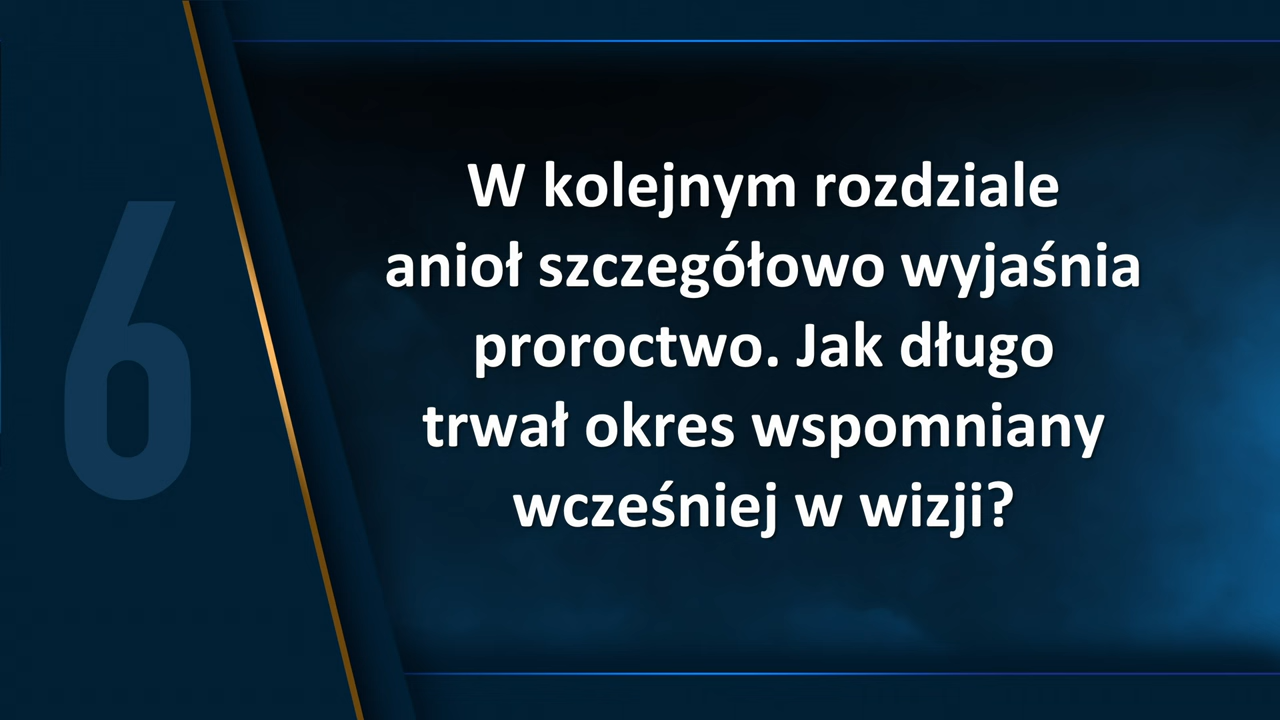 6
W kolejnym rozdziale
anioł szczegółowo wyjaśnia
proroctwo. Jak długo
trwał okres wspomniany
wcześniej w wizji?